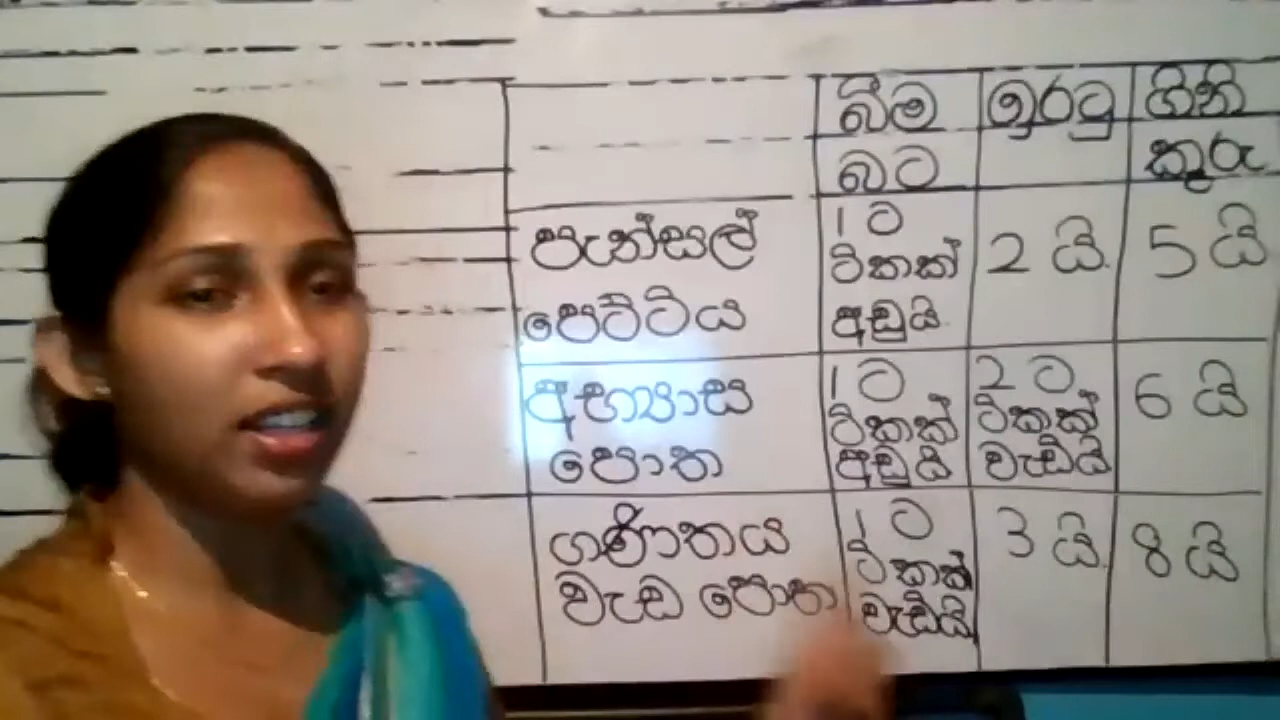 බීම ඉරටු ගිනි
බට කූරු
පැන්සල් 1 ට 2 යි. 5 යි
ටිකක්
පෙට්ටිය අඩුයි.
අභ්‍යාස 1 ට 2 ට 6 යි
ටිකක් ටිකක්
පොත අඩුයි වැඩියි
ගණිතය 1 ට 3 යි. 8 යි
ටිකක්
වැඩ පොත වැඩියි